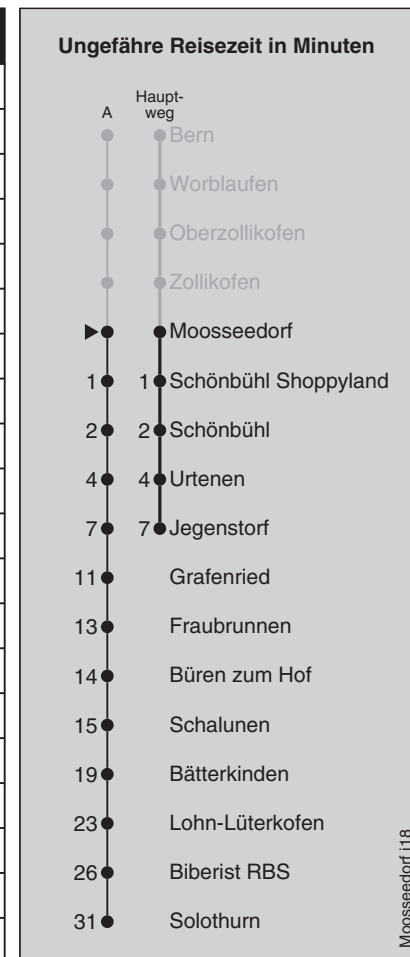 Ungefähre Reisezeit in Minuten
A
Haupt-
weg
Bern
Worblaufen
Oberzollikofen
Zollikofen
Moosseedorf
1 1 Schönbühl Shoppyland
2 2 Schönbühl
4 4 Urtenen
7 7 Jegenstorf
11 Grafenried
13 Fraubrunnen
14 Büren zum Hof
15 Schalunen
19 Bätterkinden
23 Lohn-Lüterkofen
26 Biberist RBS
31 Solothurn
Moosseedorf j18